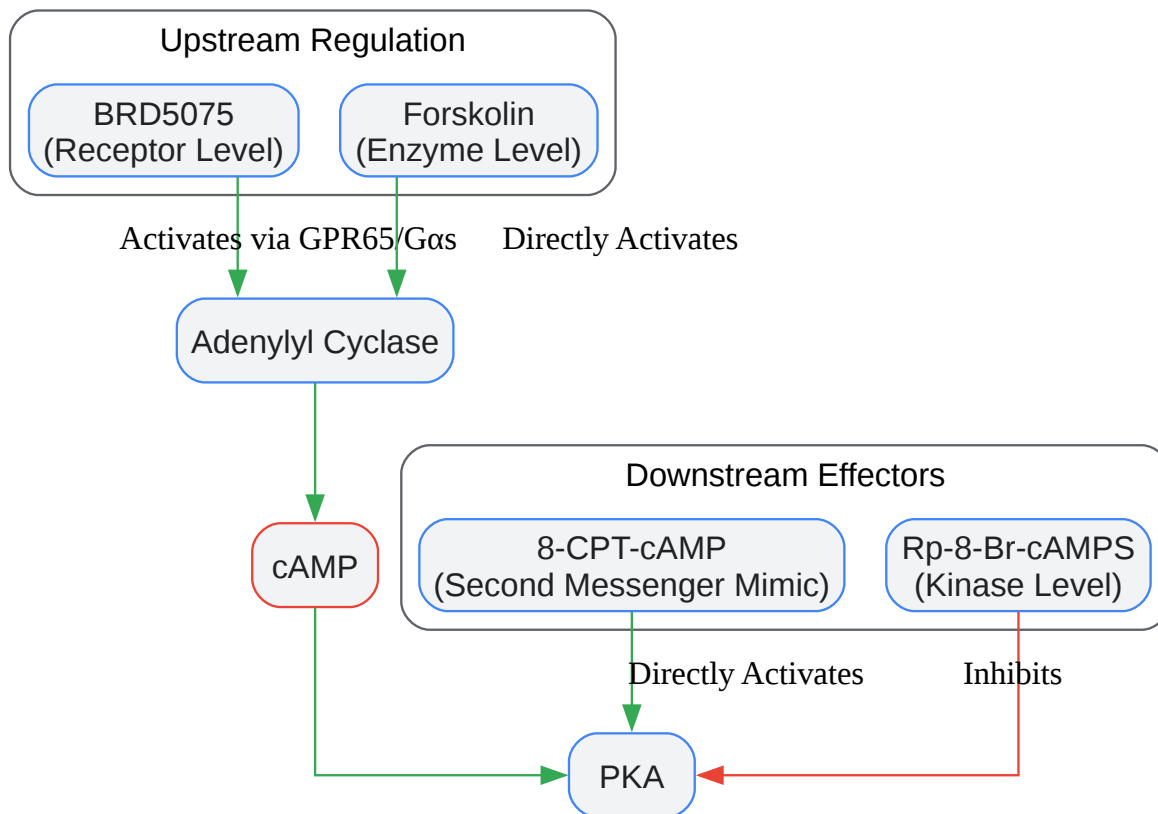 Upstream Regulation
BRD5075
(Receptor Level)
Forskolin
(Enzyme Level)
Activates via GPR65/Gαs
Directly Activates
Adenylyl Cyclase
Downstream Effectors
cAMP
8-CPT-cAMP
(Second Messenger Mimic)
Rp-8-Br-cAMPS
(Kinase Level)
Directly Activates
Inhibits
PKA